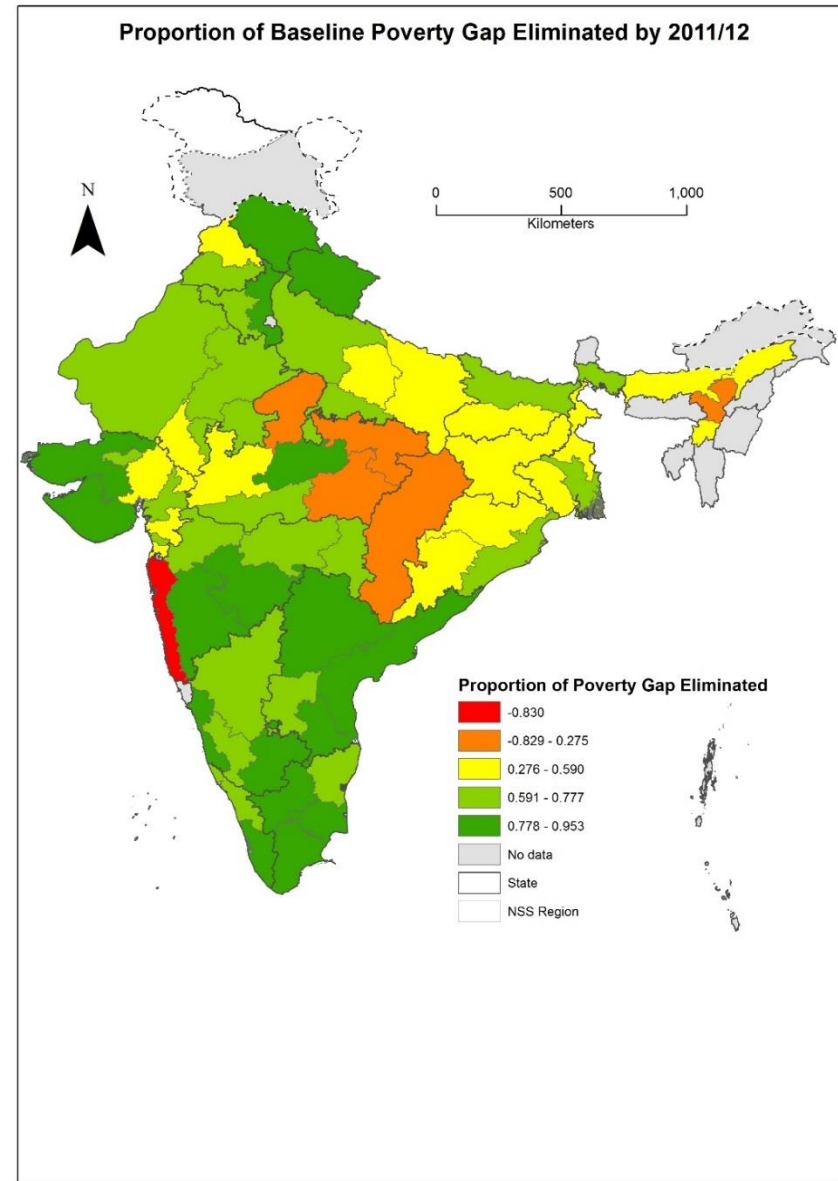 Proportion of Baseline Poverty Gap Eliminated by 2011/12
N
0 500 1,000
Kilometers
Proportion of Poverty Gap Eliminated
-0.830
-0.829 - 0.275
0.276 - 0.590
0.591 - 0.777
0.778 - 0.953
No data
State
NSS Region